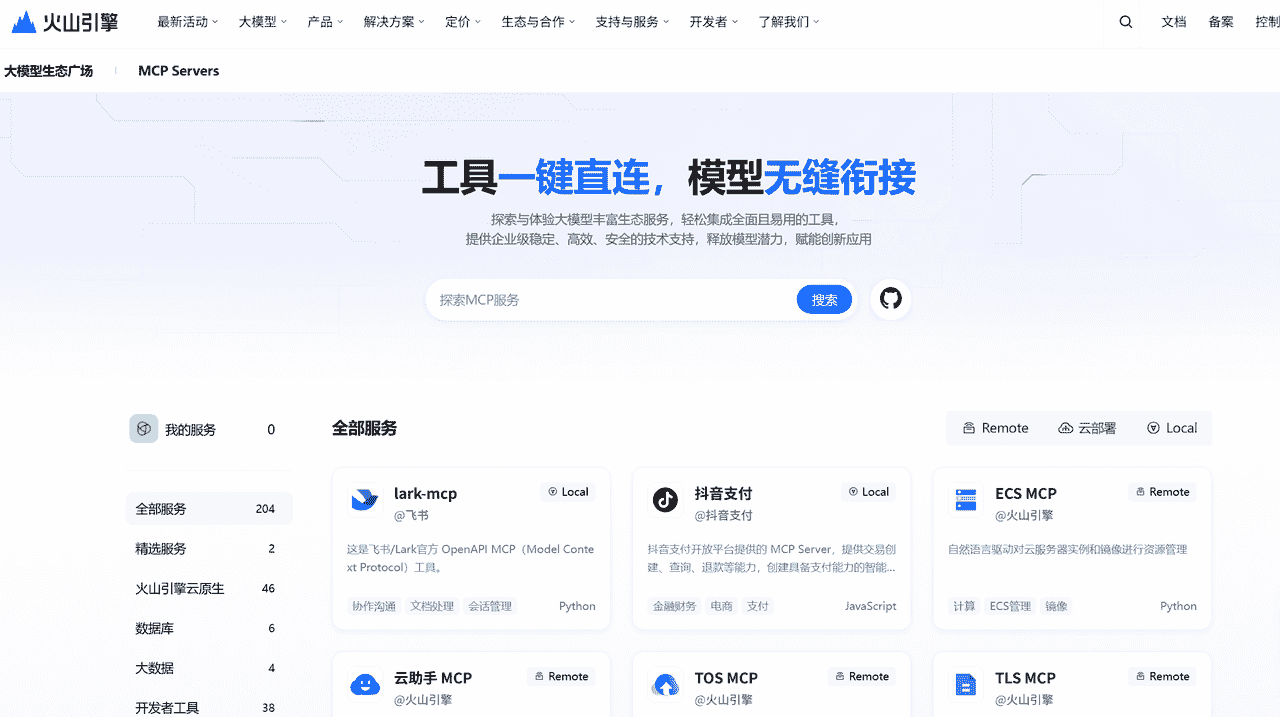 火山引擎 最新活动 大模型 产品 解决方案 定价 生态与合作 支持与服务 开发者 了解我们 文档 备案 控制
大模型生态广场 MCP Servers
工具一键直连，模型无缝衔接
探索与体验大模型丰富生态服务，轻松集成全面且易用的工具，
提供企业级稳定、高效、安全的技术支持，释放模型潜力，赋能创新应用
探索MCP服务 搜索
我的服务 0
全部服务 204
精选服务 2
火山引擎云原生 46
数据库 6
大数据 4
开发者工具 38
全部服务 Remote 云部署 Local
lark-mcp Local
@飞书
这是飞书/Lark官方 OpenAPI MCP（Model Conte
xt Protocol）工具。
协作沟通 文档处理 会话管理 Python
抖音支付 Local
@抖音支付
抖音支付开放平台提供的 MCP Server，提供交易创
建、查询、退款等能力，创建具备支付能力的智能...
金融财务 电商 支付 JavaScript
ECS MCP Remote
@火山引擎
自然语言驱动对云服务器实例和镜像进行资源管理
计算 ECS管理 镜像 Python
云助手 MCP Remote
@火山引擎
TOS MCP Remote
@火山引擎
TLS MCP Remote
@火山引擎